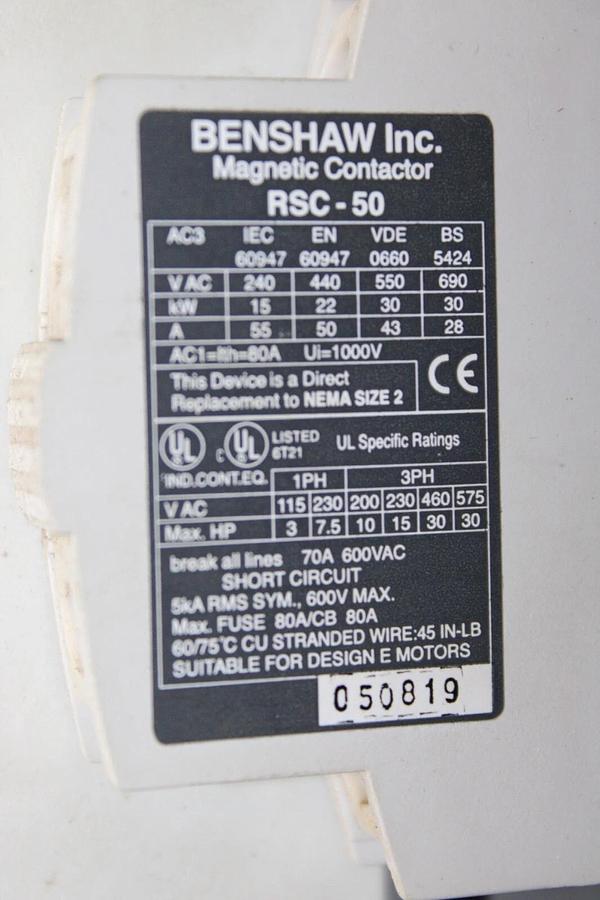 BENSHAW Inc.
Magnetic Contactor
RSC - 50
AC3 IEC EN VDE BS
60947 60947 0660 5424
V AC 240 440 550 690
kW 15 22 30 30
A 55 50 43 28
AC1=Ith=80A Ui=1000V
This Device is a Direct
Replacement to NEMA SIZE 2
CE
UL C UL LISTED 6T21 UL Specific Ratings
IND.CONT.EQ. 1PH 3PH
V AC 115 230 200 230 460 575
Max. HP 3 7.5 10 15 30 30
break all lines 70A 600VAC
SHORT CIRCUIT
5kA RMS SYM., 600V MAX.
Max. FUSE 80A/CB 80A
60/75°C CU STRANDED WIRE:45 IN-LB
SUITABLE FOR DESIGN E MOTORS
050819